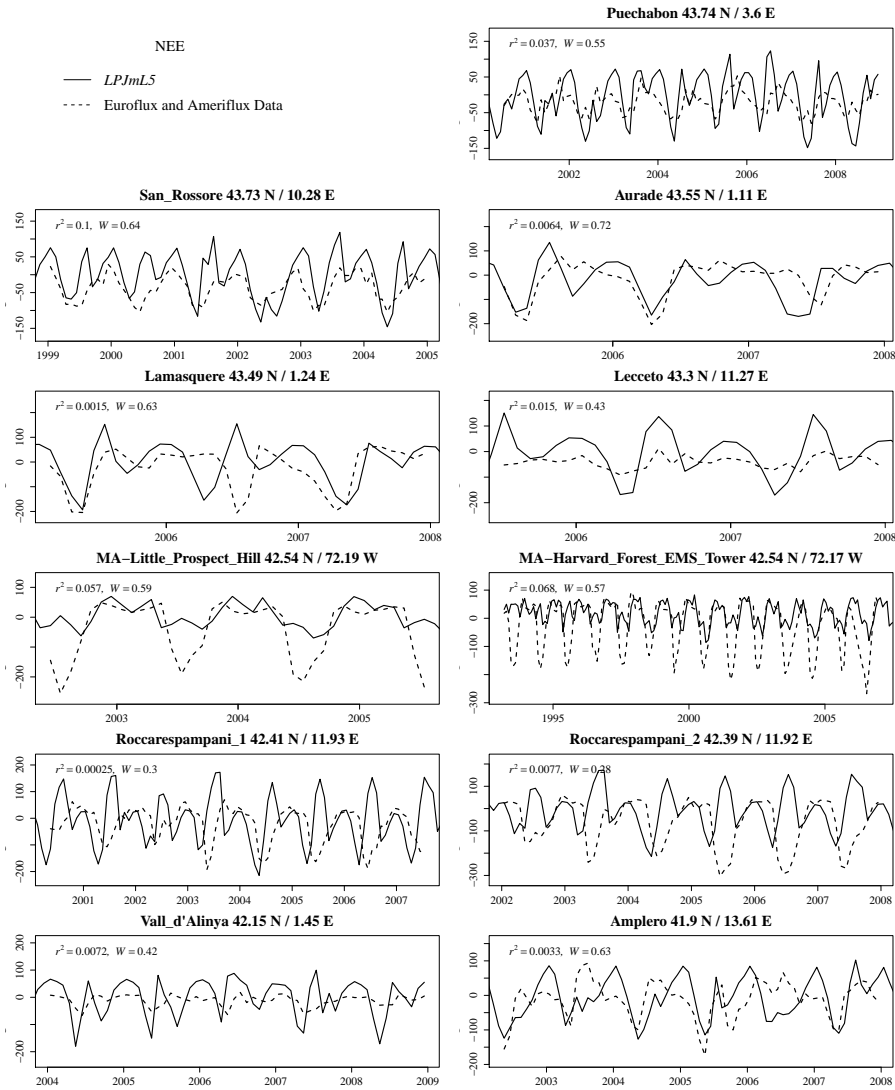 NEE
LPJmL5
Euroflux and Ameriflux Data
Puechabon 43.74 N / 3.6 E
r² = 0.037, W = 0.55
150
50
−50
−150
2002 2004 2006 2008
San_Rossore 43.73 N / 10.28 E
r² = 0.1, W = 0.64
150
50
−50
−150
1999 2000 2001 2002 2003 2004 2005
Aurade 43.55 N / 1.11 E
r² = 0.0064, W = 0.72
100
0
−200
2006 2007 2008
Lamasquere 43.49 N / 1.24 E
r² = 0.0015, W = 0.63
100
0
−200
2006 2007 2008
Lecceto 43.3 N / 11.27 E
r² = 0.015, W = 0.43
100
0
−200
2006 2007 2008
MA−Little_Prospect_Hill 42.54 N / 72.19 W
r² = 0.057, W = 0.59
100
0
−200
2003 2004 2005
MA−Harvard_Forest_EMS_Tower 42.54 N / 72.17 W
r² = 0.068, W = 0.57
100
0
−100
−300
1995 2000 2005
Roccarespampani_1 42.41 N / 11.93 E
r² = 0.00025, W = 0.3
200
100
0
−200
2001 2002 2003 2004 2005 2006 2007
Roccarespampani_2 42.39 N / 11.92 E
r² = 0.0077, W = 0.28
100
0
−100
−300
2002 2003 2004 2005 2006 2007 2008
Vall_d'Alinya 42.15 N / 1.45 E
r² = 0.0072, W = 0.42
200
100
0
−200
2004 2005 2006 2007 2008 2009
Amplero 41.9 N / 13.61 E
r² = 0.0033, W = 0.63
100
0
−100
−200
2003 2004 2005 2006 2007 2008